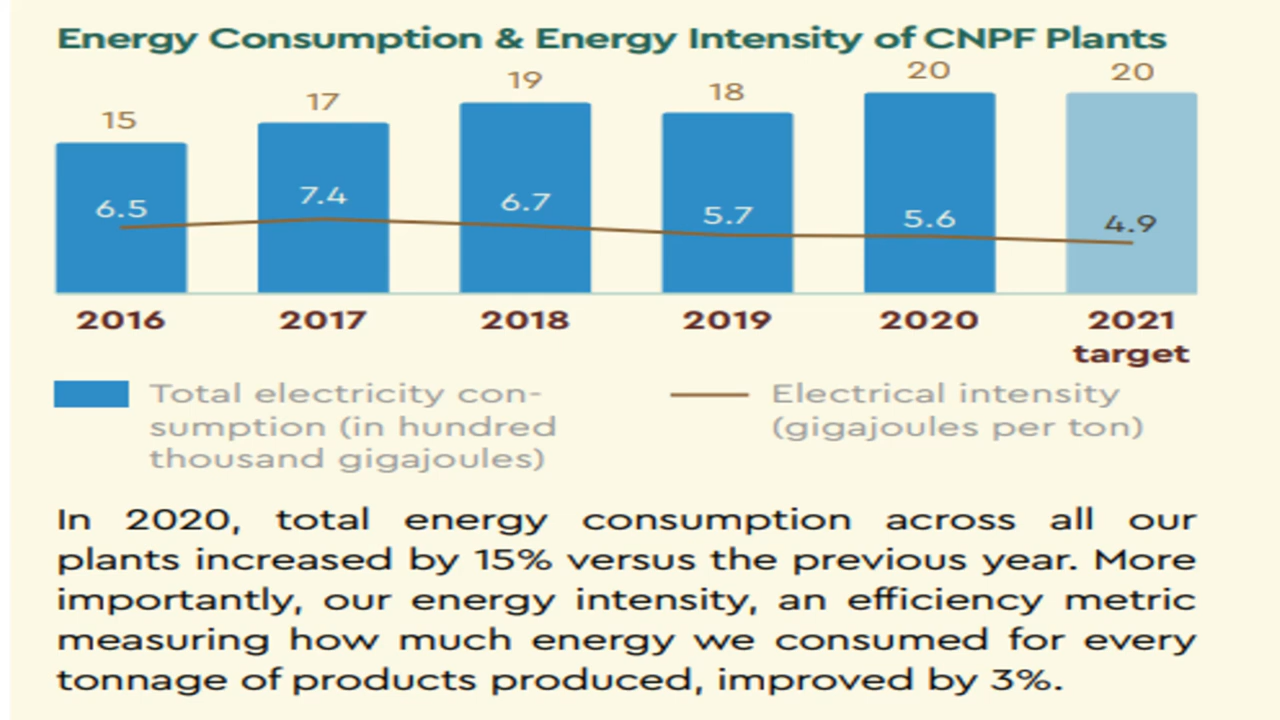 Energy Consumption & Energy Intensity of CNPF Plants
15 17 19 18 20 20
6.5 7.4 6.7 5.7 5.6 4.9
2016 2017 2018 2019 2020 2021
target
Total electricity con-
sumption (in hundred
thousand gigajoules)
Electrical intensity
(gigajoules per ton)
In 2020, total energy consumption across all our
plants increased by 15% versus the previous year. More
importantly, our energy intensity, an efficiency metric
measuring how much energy we consumed for every
tonnage of products produced, improved by 3%.